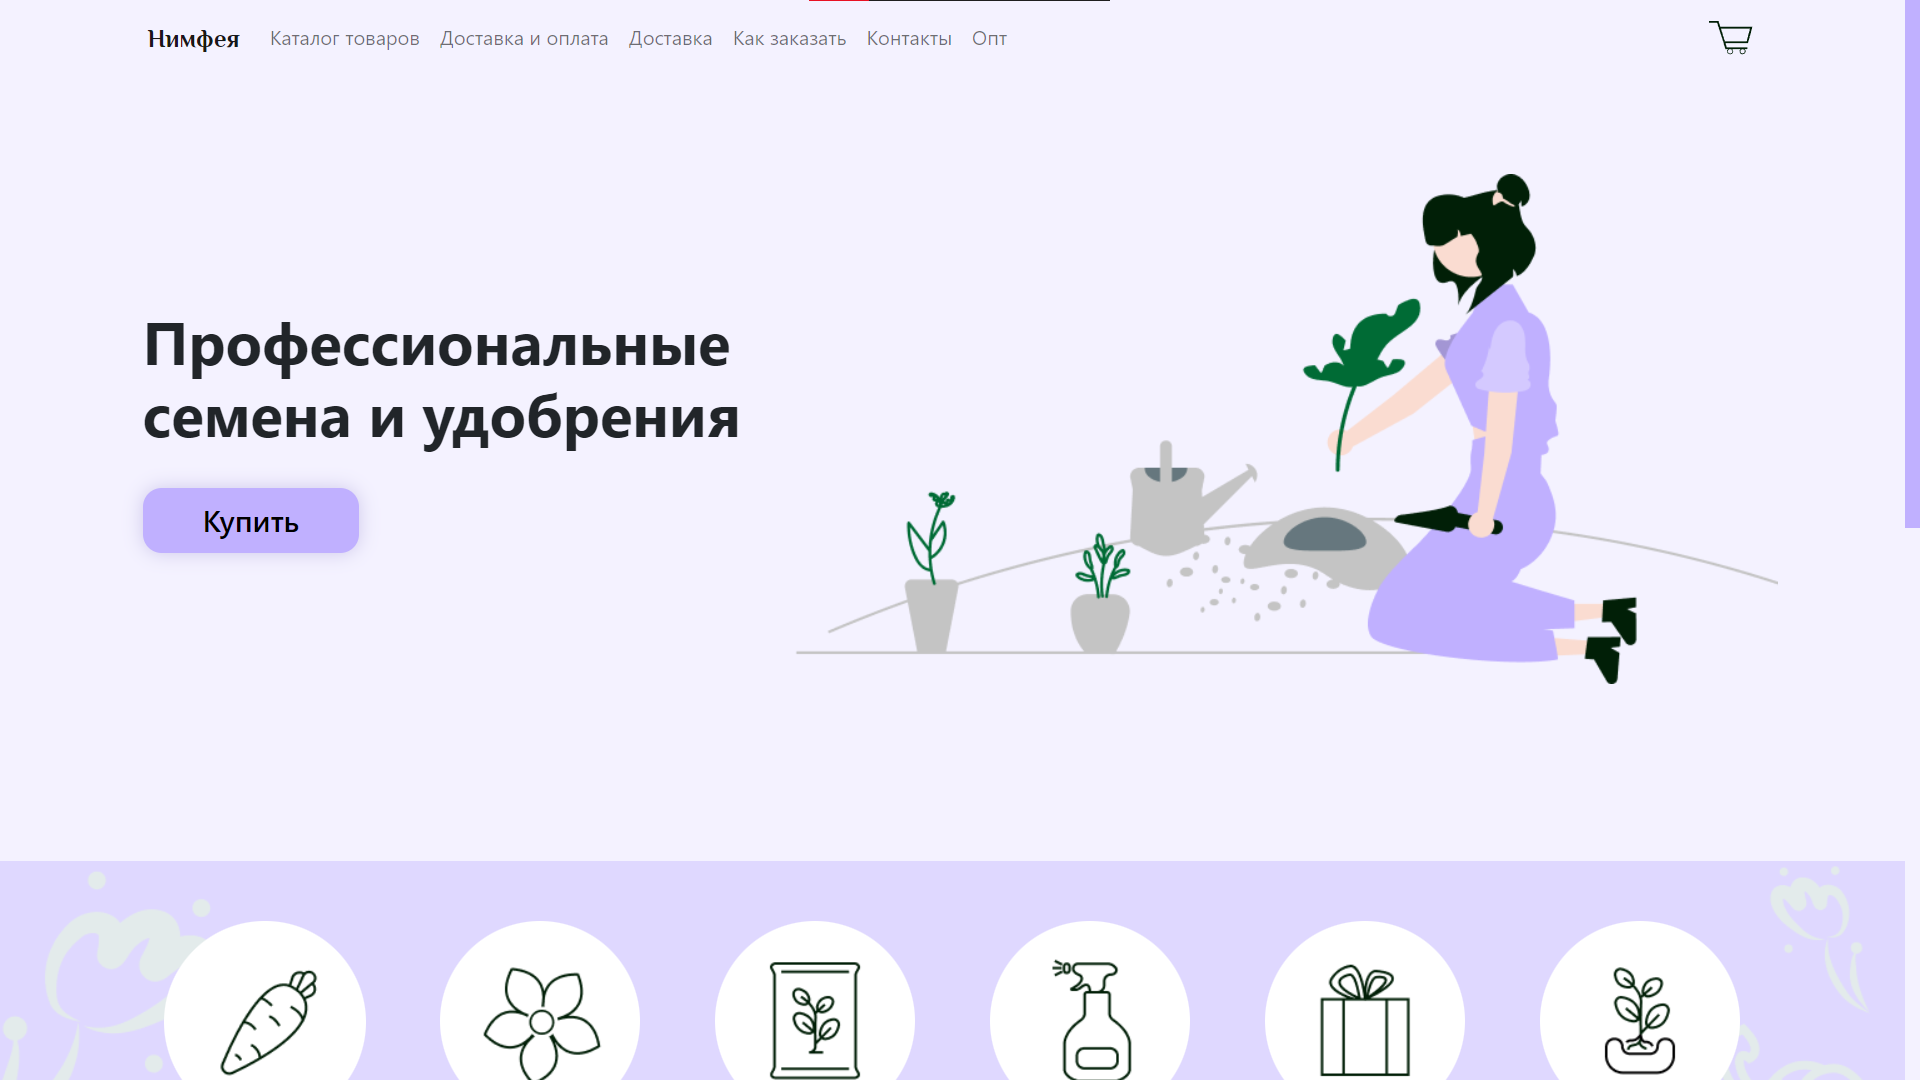 Нимфея
Каталог товаров
Доставка и оплата
Доставка
Как заказать
Контакты
Опт
Профессиональные
семена и удобрения
Купить